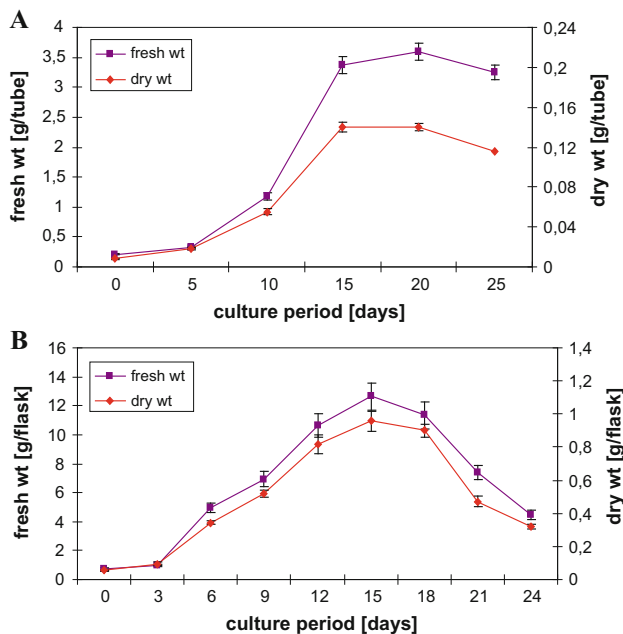 A
fresh wt
dry wt
fresh wt [g/tube]
4
3,5
3
2,5
2
1,5
1
0,5
0
0,24
0,2
0,16
0,12
0,08
0,04
0
dry wt [g/tube]
0 5 10 15 20 25
culture period [days]
B
fresh wt
dry wt
fresh wt [g/flask]
16
14
12
10
8
6
4
2
0
1,4
1,2
1
0,8
0,6
0,4
0,2
0
dry wt [g/flask]
0 3 6 9 12 15 18 21 24
culture period [days]